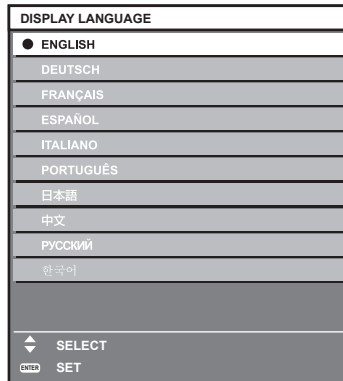 DISPLAY LANGUAGE
ENGLISH
DEUTSCH
FRANÇAIS
ESPAÑOL
ITALIANO
PORTUGUÊS
日本語
中文
РУССКИЙ
한국어
SELECT
ENTER SET